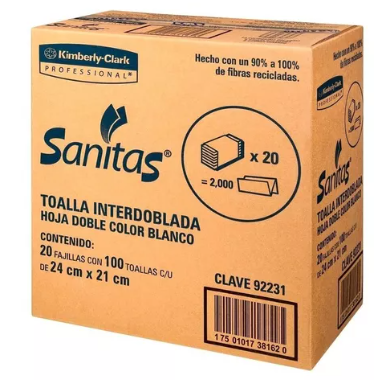 Kimberly-Clark
PROFESSIONAL*
Hecho con un 90% a 100%
de fibras recicladas.
Sanitas®
x 20
= 2,000
TOALLA INTERDOBLADA
HOJA DOBLE COLOR BLANCO
CONTENIDO:
20 FAJILLAS CON 100 TOALLAS C/U
DE 24 cm x 21 cm
CLAVE 92231
1 75 01017 38162 0
Sanitas